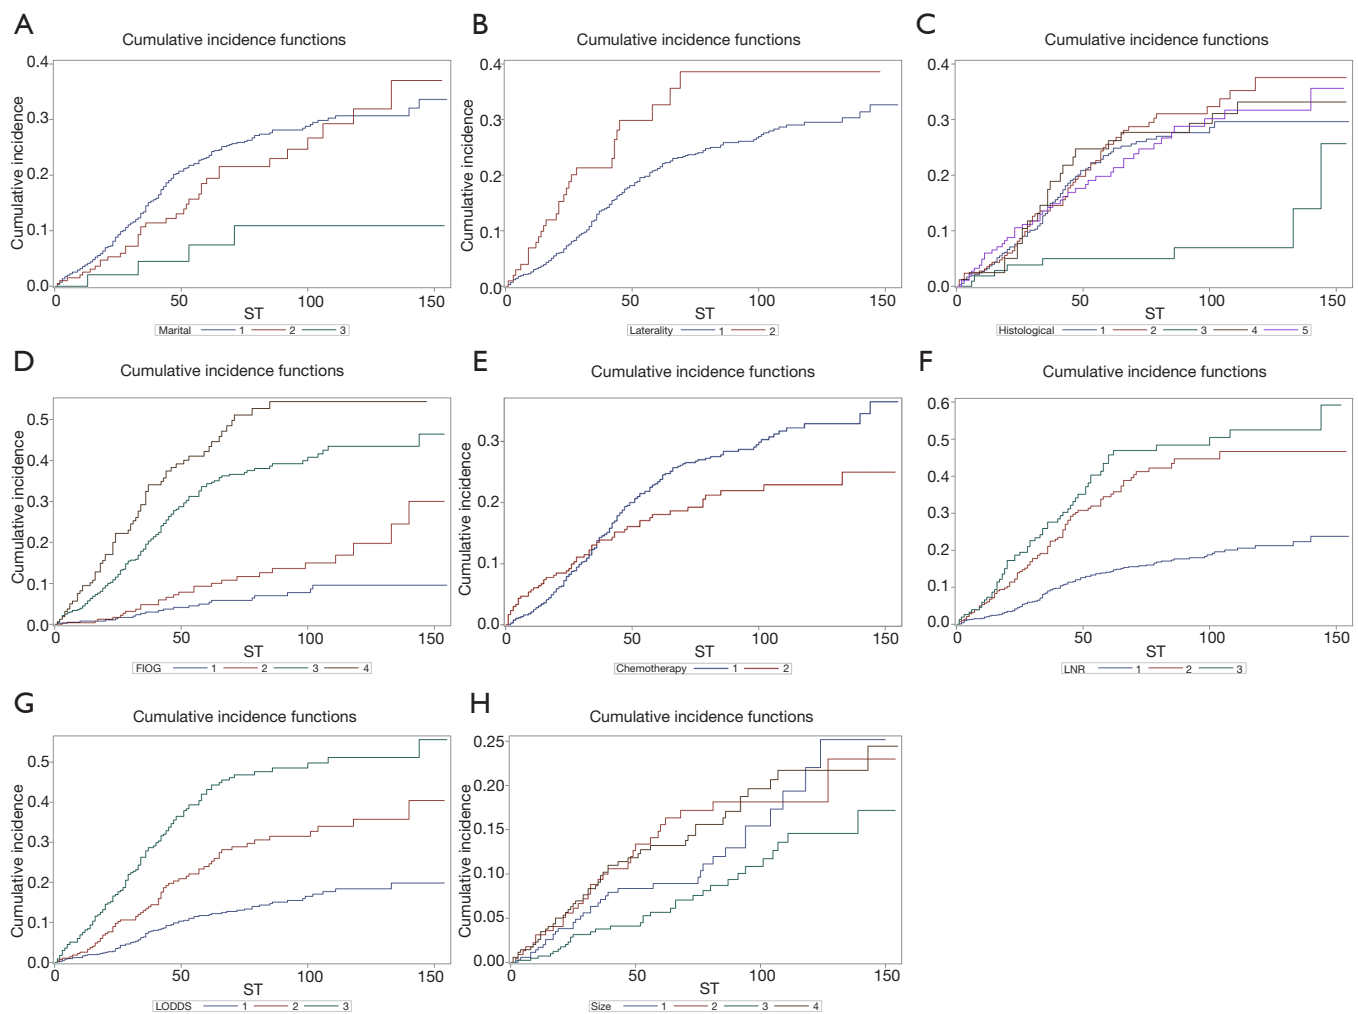 A
Cumulative incidence functions
Cumulative incidence
0.4
0.3
0.2
0.1
0.0
0 50 100 150
ST
Marital 1 2 3
B
Cumulative incidence functions
Cumulative incidence
0.4
0.3
0.2
0.1
0.0
0 50 100 150
ST
Laterality 1 2
C
Cumulative incidence functions
Cumulative incidence
0.4
0.3
0.2
0.1
0.0
0 50 100 150
ST
Histological 1 2 3 4 5
D
Cumulative incidence functions
Cumulative incidence
0.5
0.4
0.3
0.2
0.1
0.0
0 50 100 150
ST
FIOG 1 2 3 4
E
Cumulative incidence functions
Cumulative incidence
0.3
0.2
0.1
0.0
0 50 100 150
ST
Chemotherapy 1 2
F
Cumulative incidence functions
Cumulative incidence
0.6
0.5
0.4
0.3
0.2
0.1
0.0
0 50 100 150
ST
LNR 1 2 3
G
Cumulative incidence functions
Cumulative incidence
0.5
0.4
0.3
0.2
0.1
0.0
0 50 100 150
ST
LODDS 1 2 3
H
Cumulative incidence functions
Cumulative incidence
0.25
0.20
0.15
0.10
0.05
0.00
0 50 100 150
ST
Size 1 2 3 4